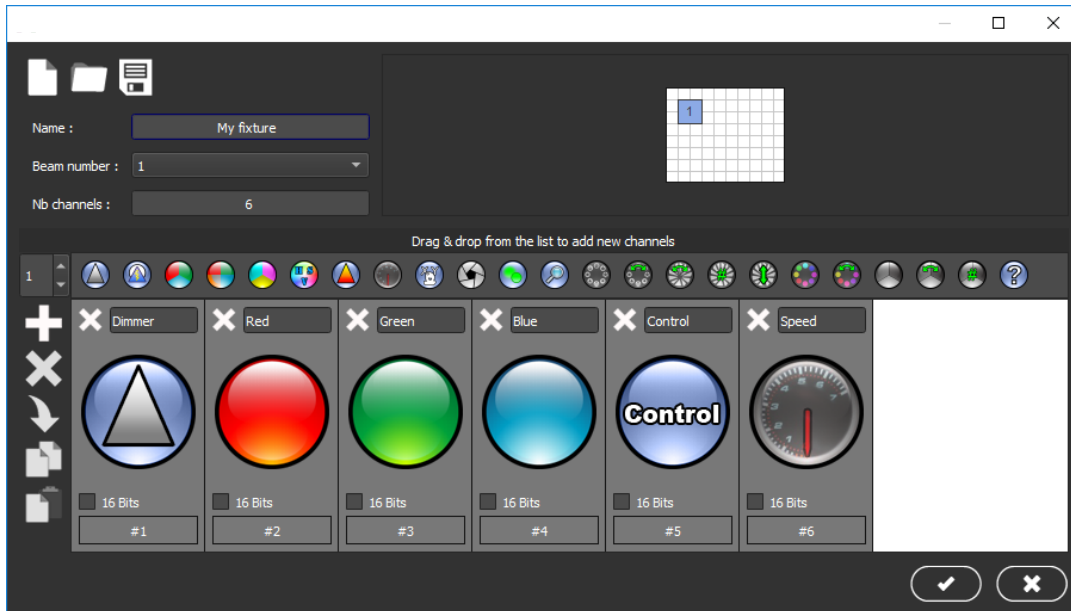 Name :
My fixture
1
Beam number :
1
Nb channels :
6
Drag & drop from the list to add new channels
1
Dimmer
Red
Green
Blue
Control
Speed
Control
16 Bits
16 Bits
16 Bits
16 Bits
16 Bits
16 Bits
#1
#2
#3
#4
#5
#6